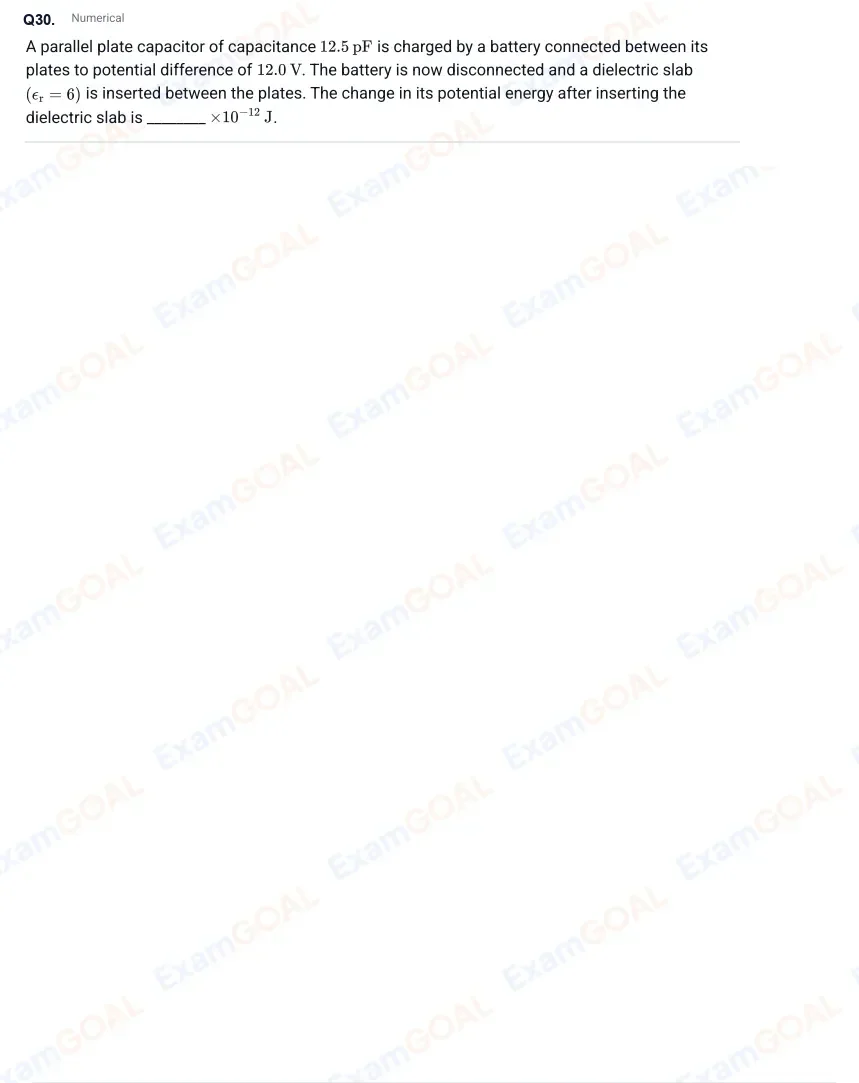 Q30. Numerical
A parallel plate capacitor of capacitance 12.5 pF is charged by a battery connected between its
plates to potential difference of 12.0 V. The battery is now disconnected and a dielectric slab
(ϵr = 6) is inserted between the plates. The change in its potential energy after inserting the
dielectric slab is ________ ×10⁻¹² J.
ExamGOAL